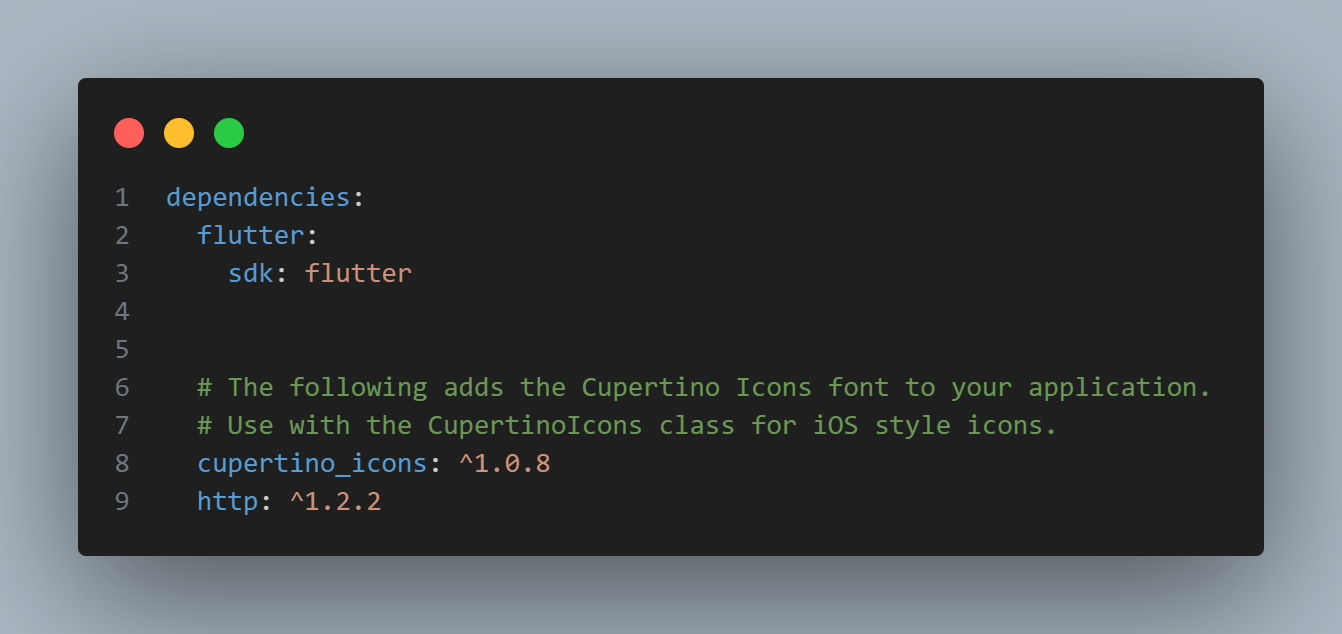 1 dependencies:
2   flutter:
3     sdk: flutter
4
5
6   # The following adds the Cupertino Icons font to your application.
7   # Use with the CupertinoIcons class for iOS style icons.
8   cupertino_icons: ^1.0.8
9   http: ^1.2.2